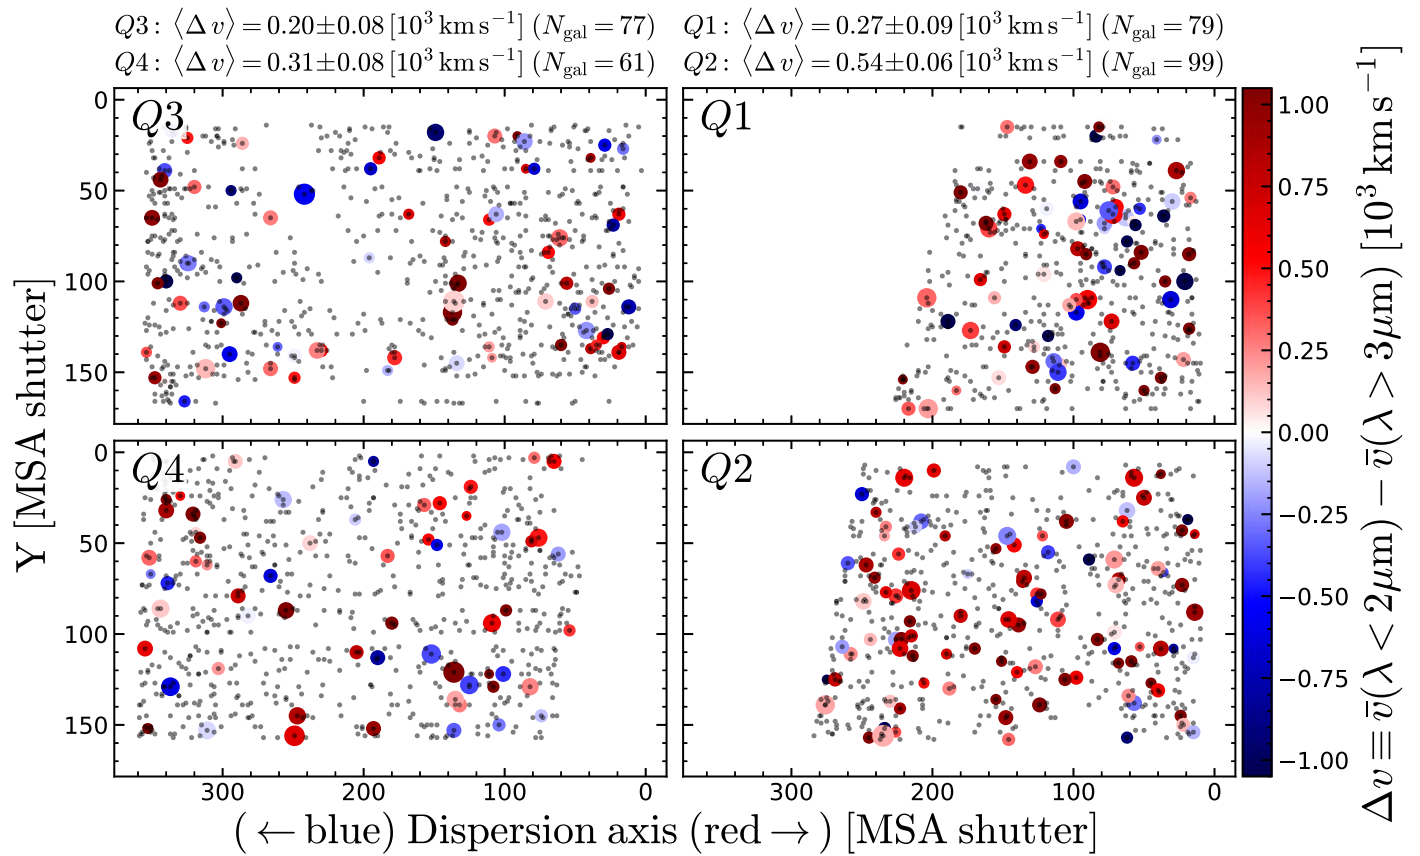 Q3: ⟨Δv⟩=0.20±0.08 [10³ km s⁻¹] (N_gal=77) Q1: ⟨Δv⟩=0.27±0.09 [10³ km s⁻¹] (N_gal=79)
Q4: ⟨Δv⟩=0.31±0.08 [10³ km s⁻¹] (N_gal=61) Q2: ⟨Δv⟩=0.54±0.06 [10³ km s⁻¹] (N_gal=99)
Q3
0
50
100
150
Q1
Q4
0
50
100
150
300 200 100 0
Q2
300 200 100 0
Y [MSA shutter]
(←blue) Dispersion axis (red→) [MSA shutter]
1.00
0.75
0.50
0.25
0.00
−0.25
−0.50
−0.75
−1.00
Δv ≡ v̄(λ < 2μm) − v̄(λ > 3μm) [10³ km s⁻¹]